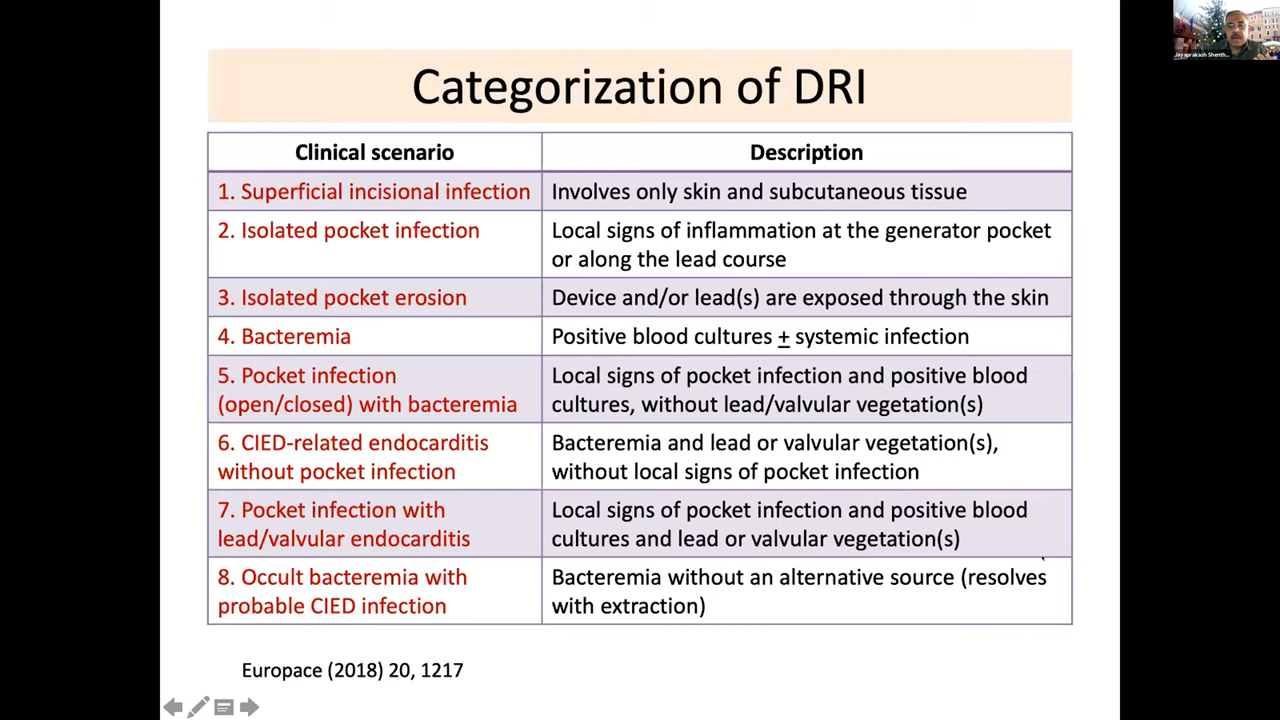 Jayaprakash Shenth...
Categorization of DRI
Clinical scenario
Description
1. Superficial incisional infection
Involves only skin and subcutaneous tissue
2. Isolated pocket infection
Local signs of inflammation at the generator pocket
or along the lead course
3. Isolated pocket erosion
Device and/or lead(s) are exposed through the skin
4. Bacteremia
Positive blood cultures ± systemic infection
5. Pocket infection
(open/closed) with bacteremia
Local signs of pocket infection and positive blood
cultures, without lead/valvular vegetation(s)
6. CIED-related endocarditis
without pocket infection
Bacteremia and lead or valvular vegetation(s),
without local signs of pocket infection
7. Pocket infection with
lead/valvular endocarditis
Local signs of pocket infection and positive blood
cultures and lead or valvular vegetation(s)
8. Occult bacteremia with
probable CIED infection
Bacteremia without an alternative source (resolves
with extraction)
Europace (2018) 20, 1217